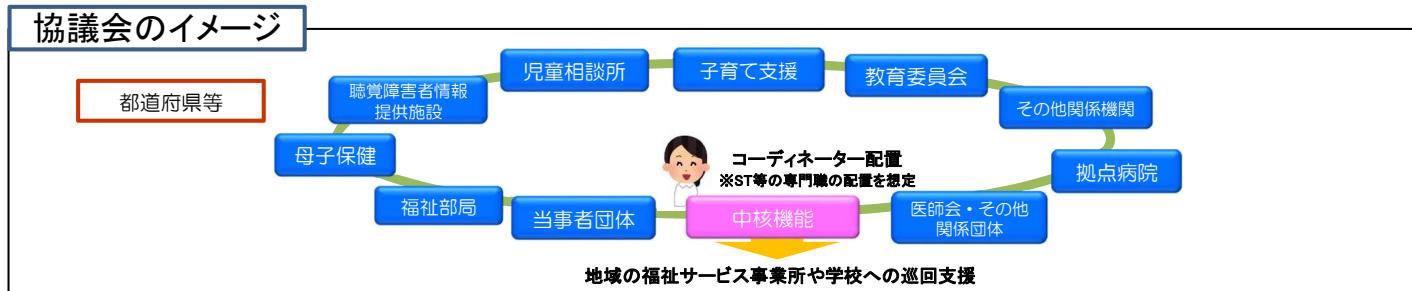 協議会のイメージ
都道府県等
児童相談所
子育て支援
教育委員会
聴覚障害者情報
提供施設
その他関係機関
母子保健
コーディネーター配置
※ST等の専門職の配置を想定
拠点病院
福祉部局
当事者団体
中核機能
医師会・その他
関係団体
地域の福祉サービス事業所や学校への巡回支援